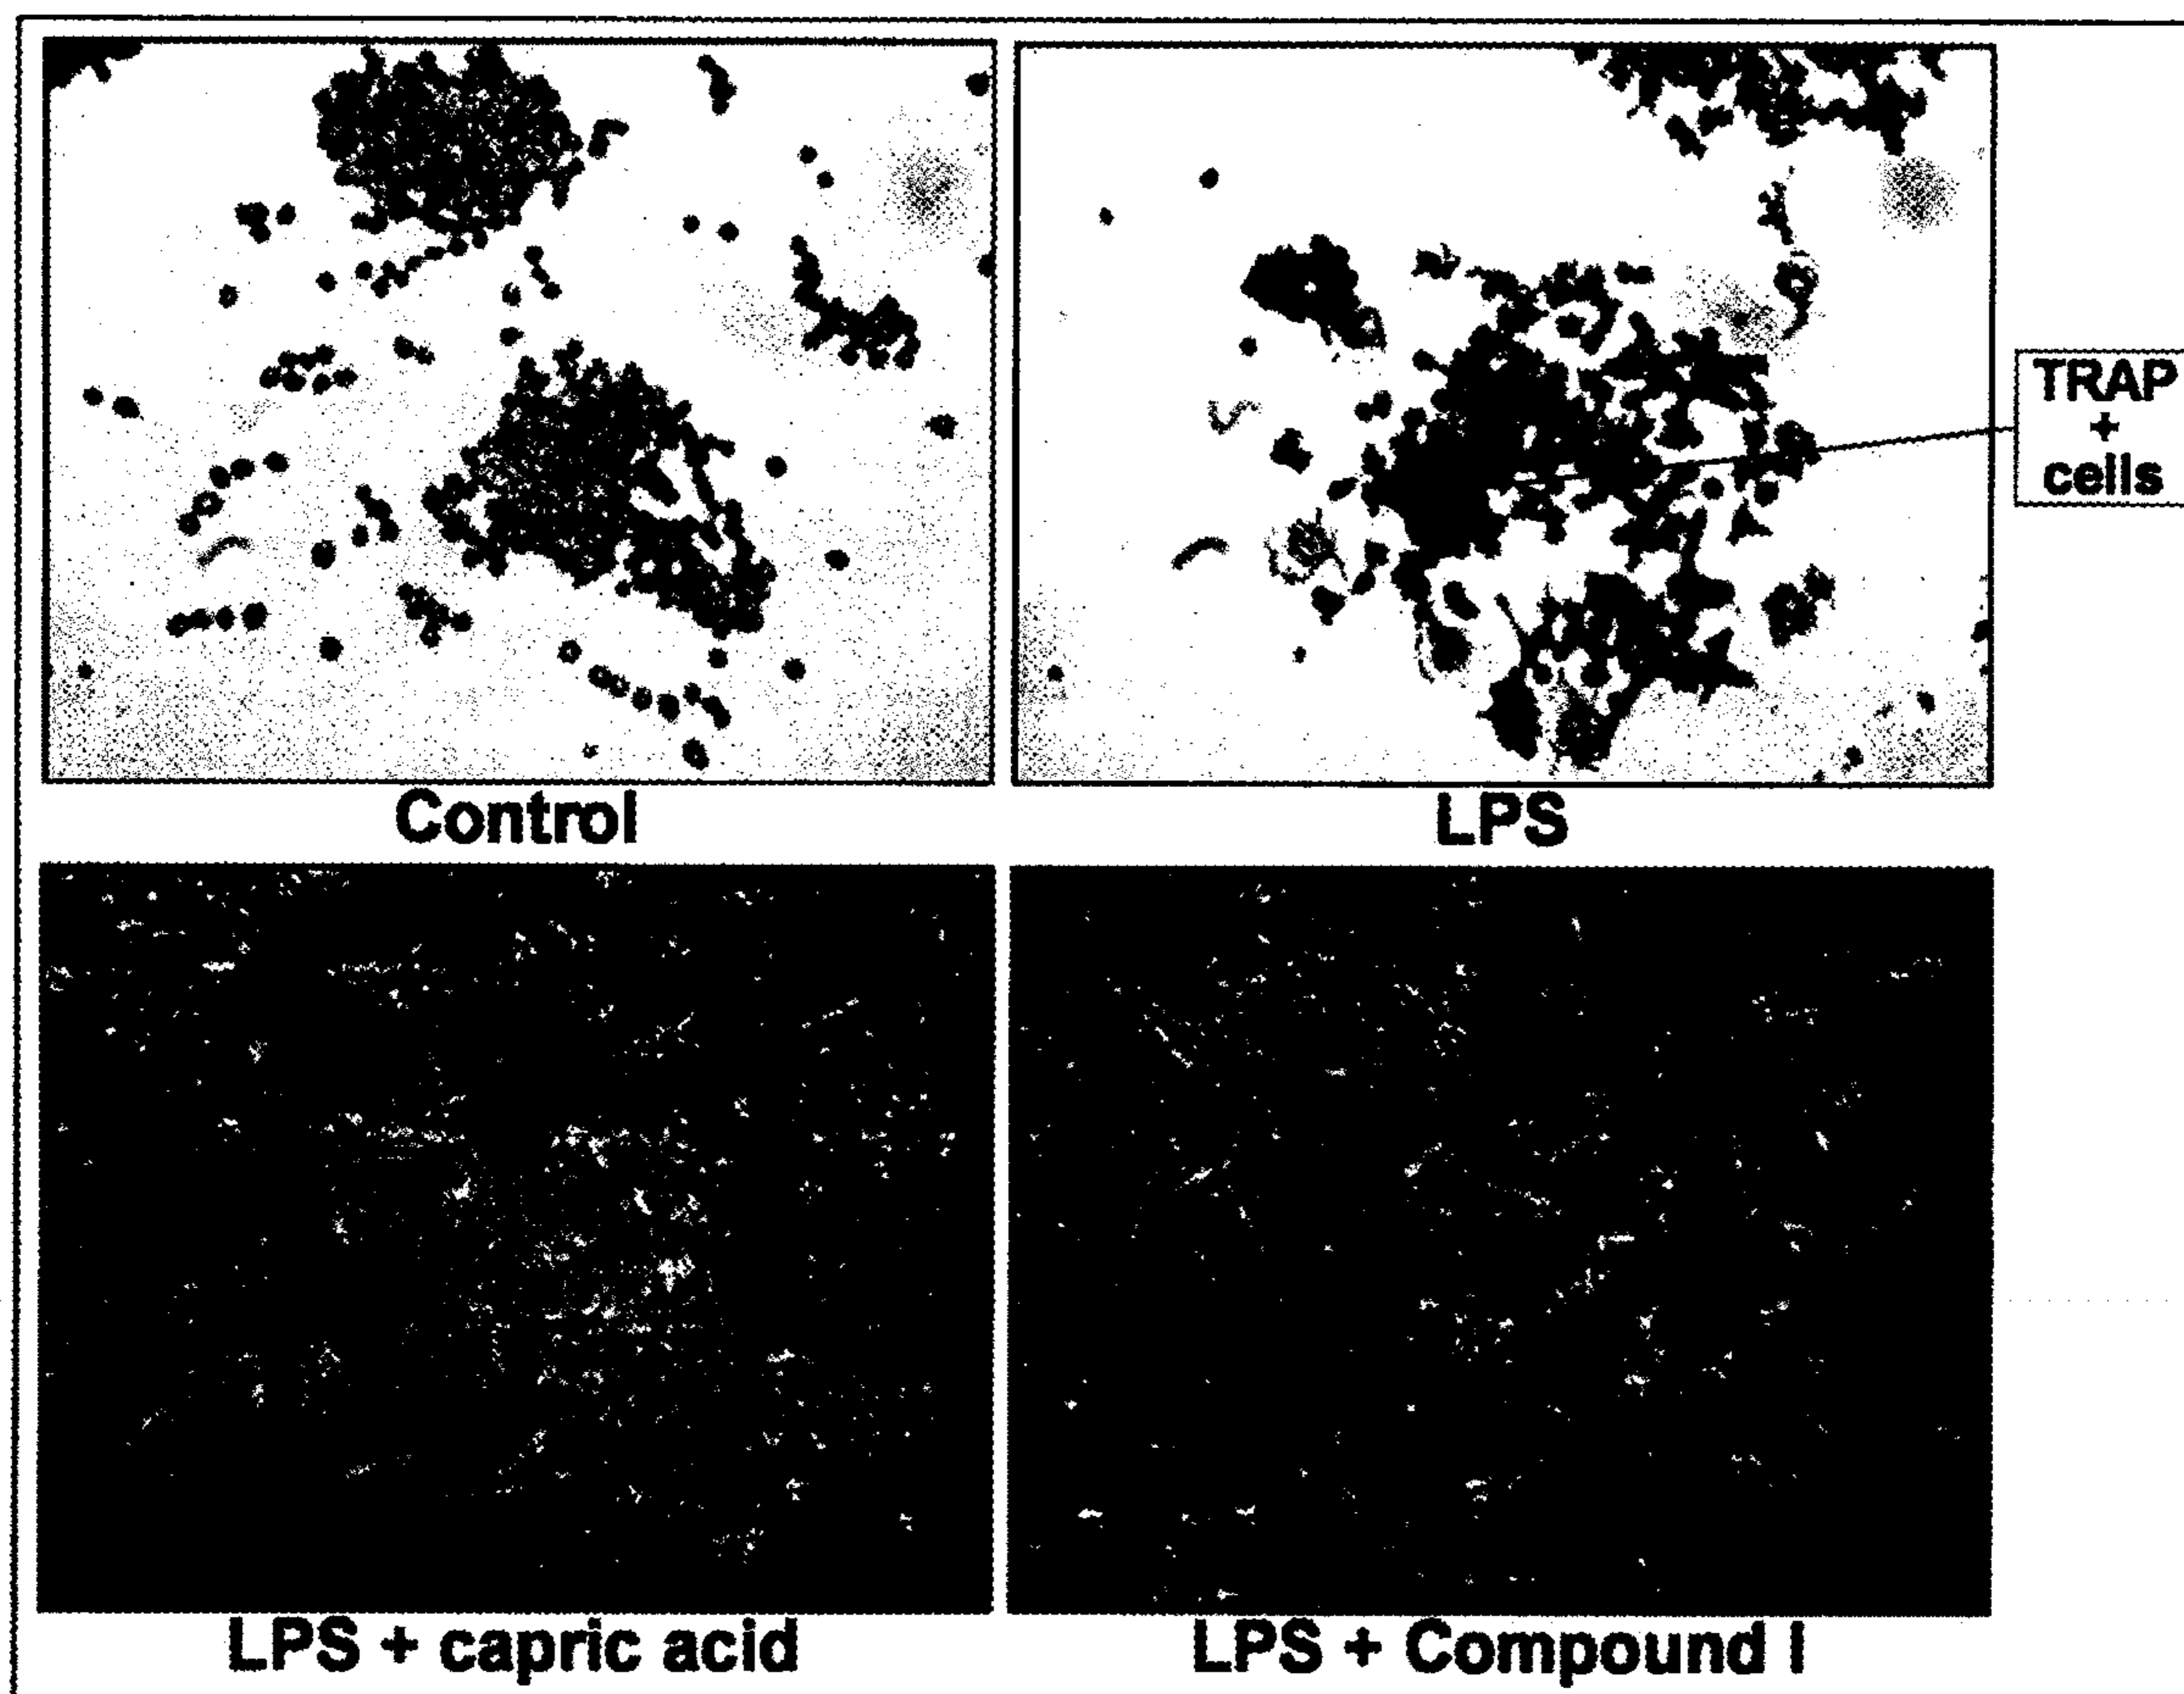 TRAP
+
cells
Control
LPS
LPS + capric acid
LPS + Compound I